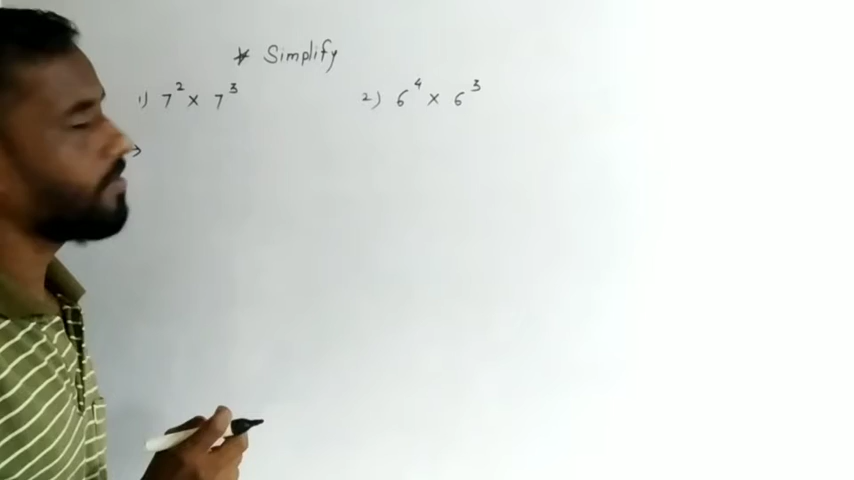 * Simplify
1) 7² x 7³ 2) 6⁴ x 6³
→